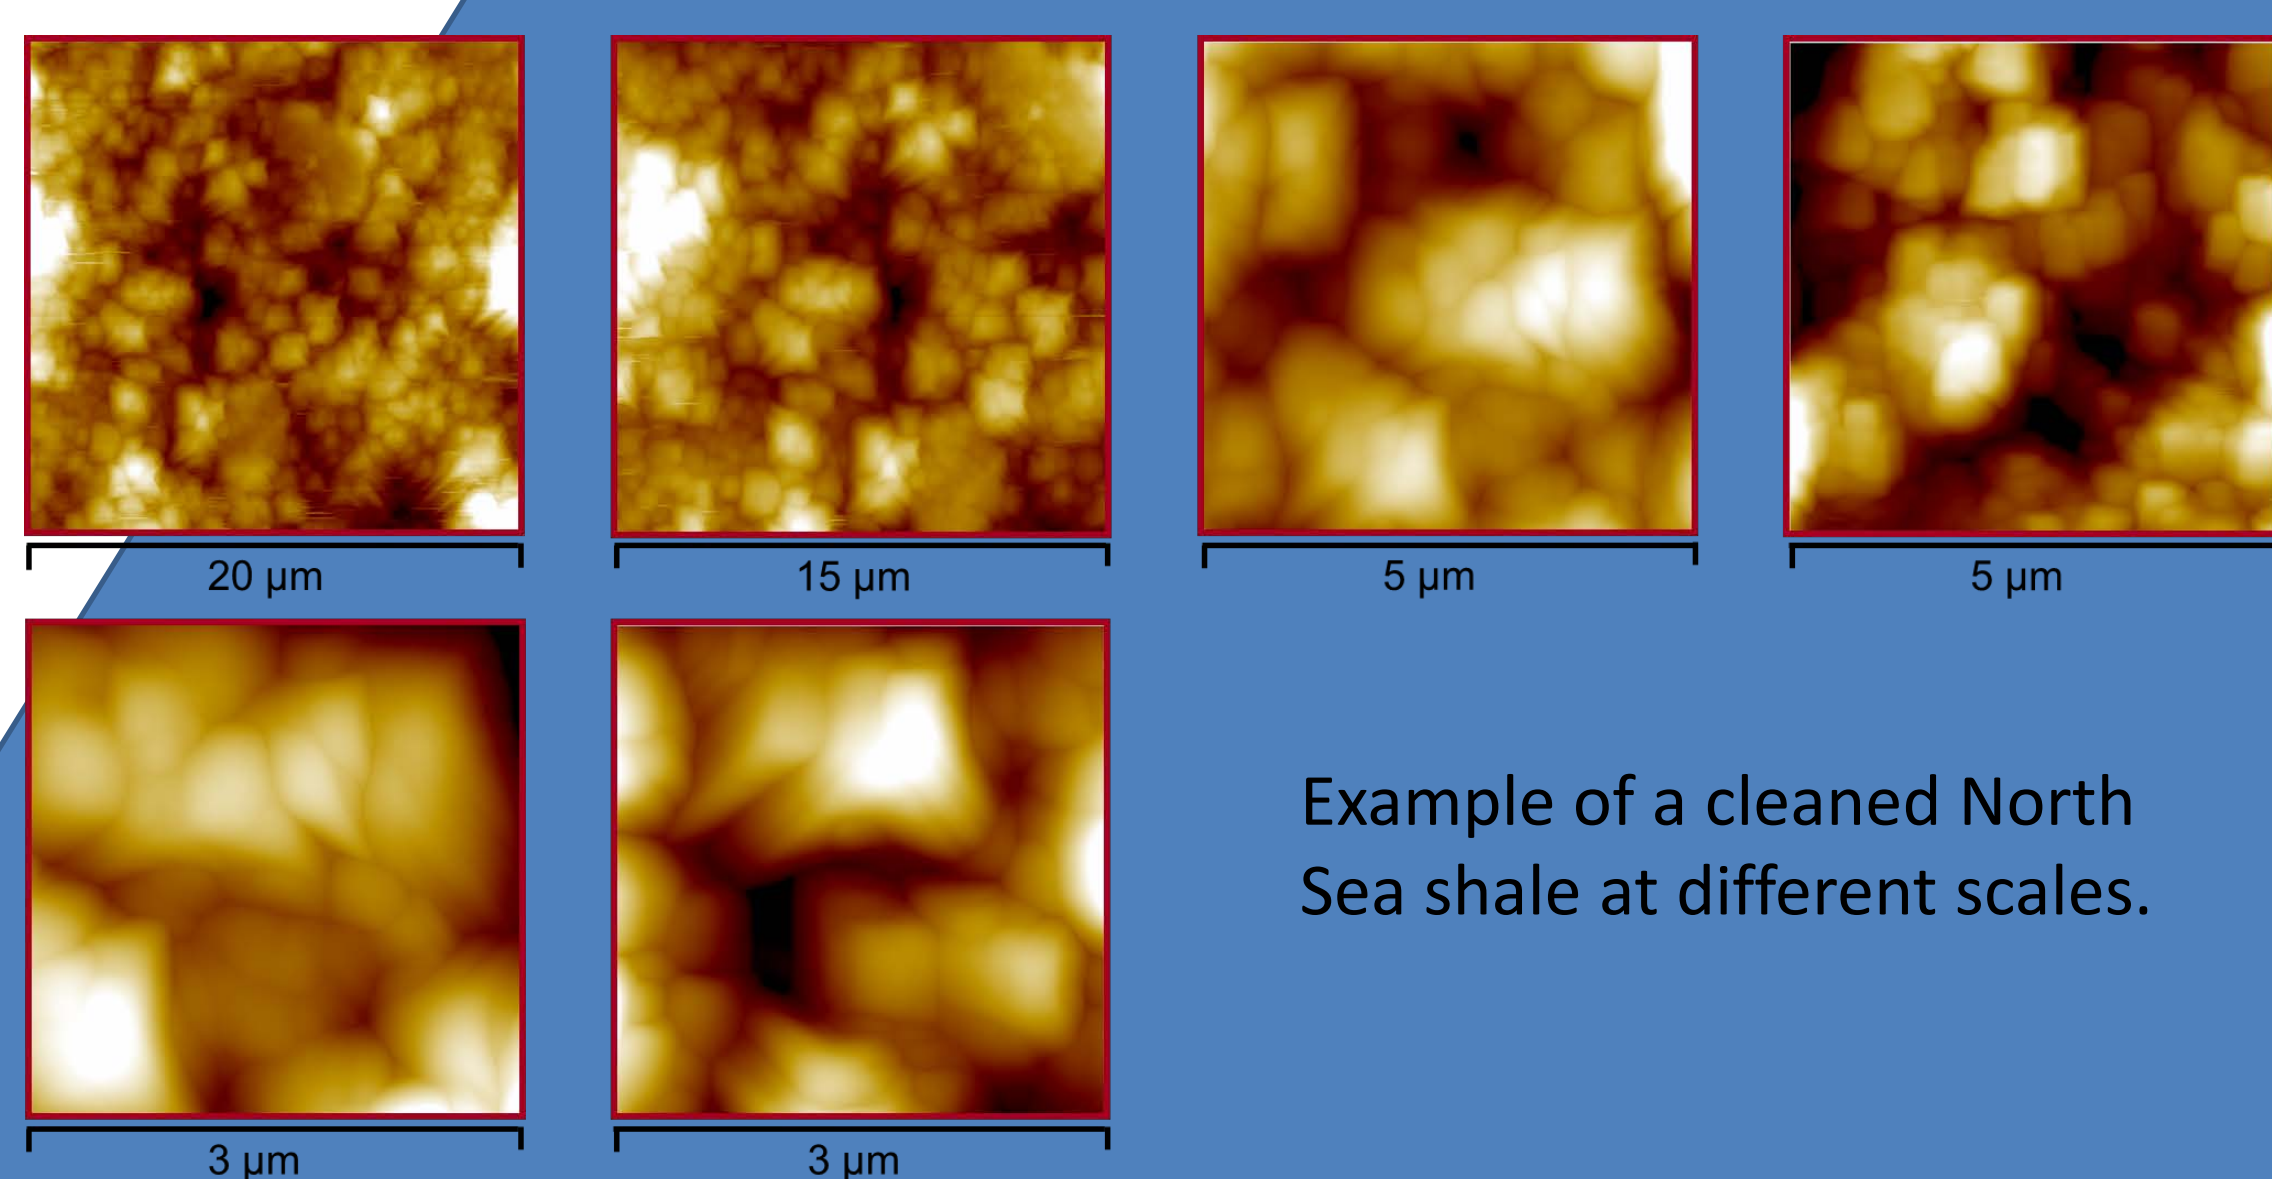 20 µm
15 µm
5 µm
5 µm
3 µm
3 µm
Example of a cleaned North
Sea shale at different scales.